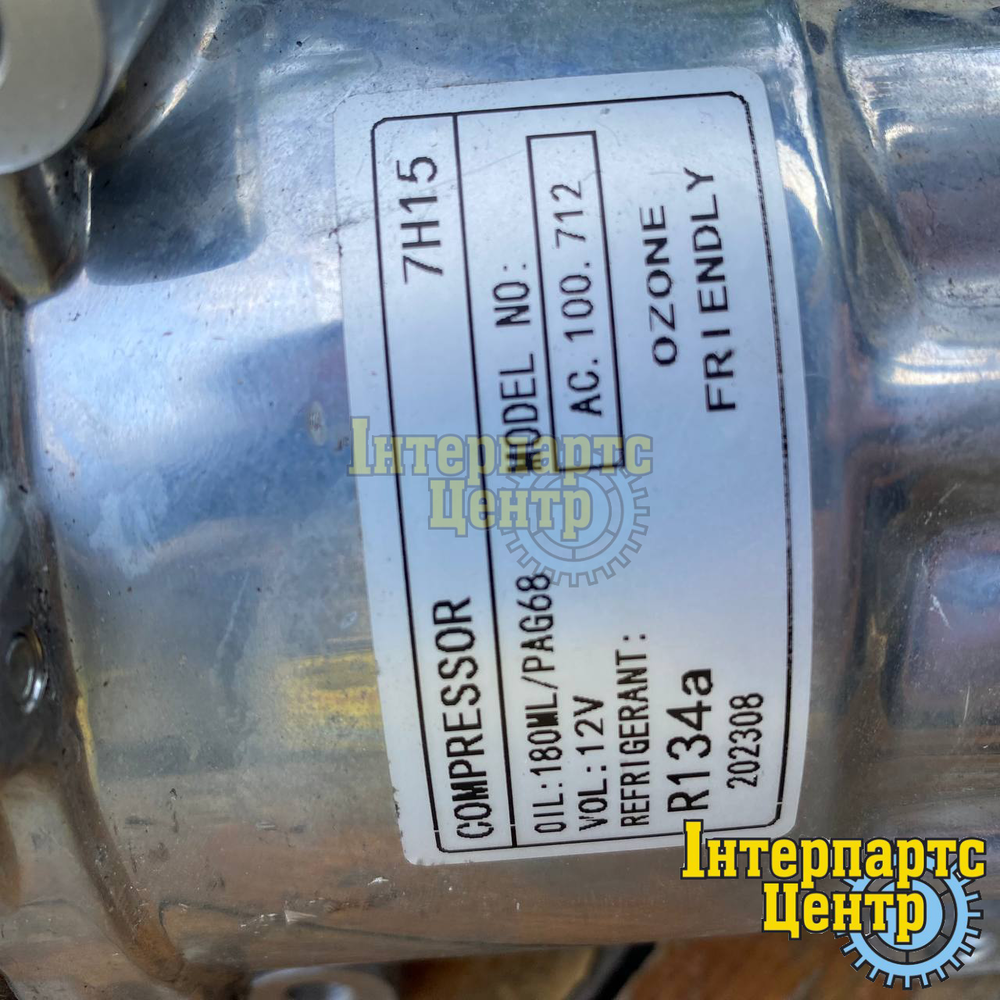 COMPRESSOR 7H15
OIL:180ML/PAG68 MODEL NO:
VOL:12V AC.100.712
REFRIGERANT:
R134a OZONE
202308 FRIENDLY
Інтерпартс
Центр
Інтерпартс
Центр